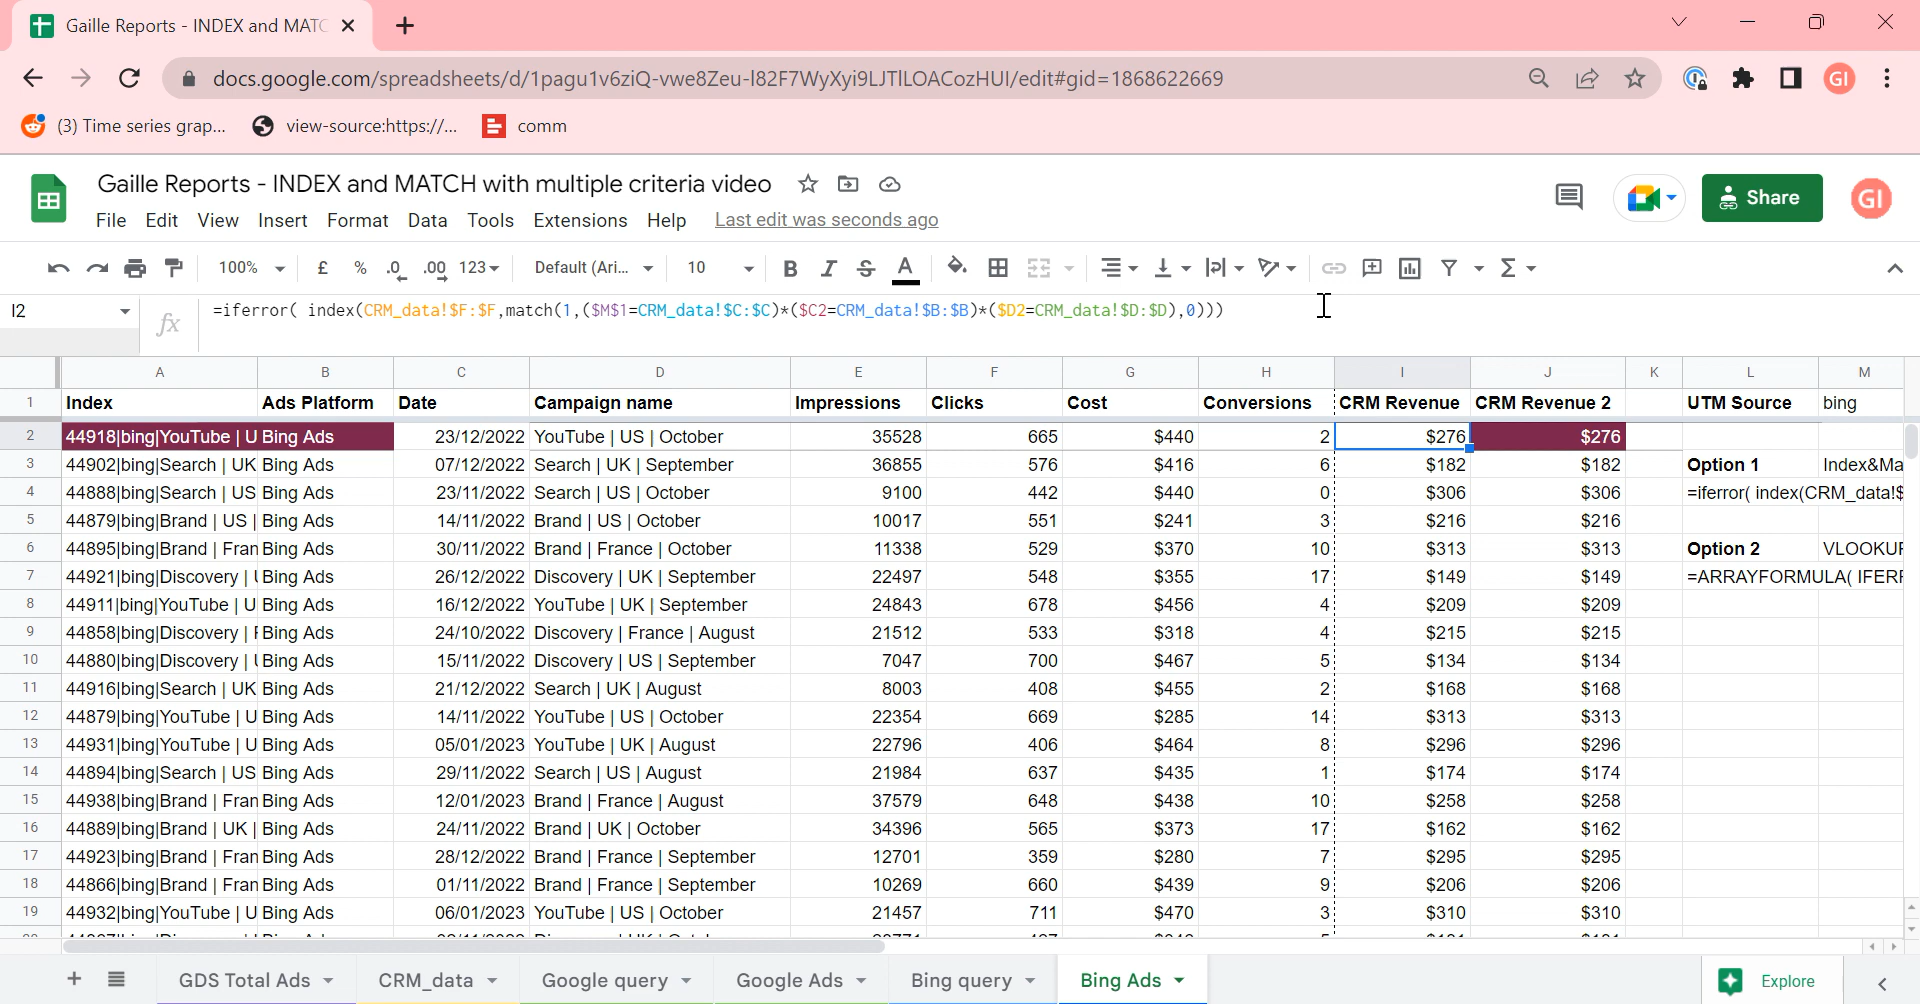 Gaille Reports - INDEX and MATC
docs.google.com/spreadsheets/d/1pagu1v6ziQ-vwe8Zeu-l82F7WyXyi9LJTlLOACozHUI/edit#gid=1868622669
GI
(3) Time series grap... view-source:https://... comm
Gaille Reports - INDEX and MATCH with multiple criteria video
Share GI
File Edit View Insert Format Data Tools Extensions Help Last edit was seconds ago
100% £ % .0 .00 123 Default (Ari... 10 B I S A
I2 fx =iferror( index(CRM_data!$F:$F,match(1,($M$1=CRM_data!$C:$C)*($C2=CRM_data!$B:$B)*($D2=CRM_data!$D:$D),0)))
A B C D E F G H I J K L M
1 Index Ads Platform Date Campaign name Impressions Clicks Cost Conversions CRM Revenue CRM Revenue 2 UTM Source bing
2 44918|bing|YouTube | U Bing Ads 23/12/2022 YouTube | US | October 35528 665 $440 2 $276 $276
3 44902|bing|Search | UK Bing Ads 07/12/2022 Search | UK | September 36855 576 $416 6 $182 $182 Option 1 Index&Ma
4 44888|bing|Search | US Bing Ads 23/11/2022 Search | US | October 9100 442 $440 0 $306 $306 =iferror( index(CRM_data!$
5 44879|bing|Brand | US | Bing Ads 14/11/2022 Brand | US | October 10017 551 $241 3 $216 $216
6 44895|bing|Brand | Fran Bing Ads 30/11/2022 Brand | France | October 11338 529 $370 10 $313 $313 Option 2 VLOOKUP
7 44921|bing|Discovery | Bing Ads 26/12/2022 Discovery | UK | September 22497 548 $355 17 $149 $149 =ARRAYFORMULA( IFERR
8 44911|bing|YouTube | U Bing Ads 16/12/2022 YouTube | UK | September 24843 678 $456 4 $209 $209
9 44858|bing|Discovery | F Bing Ads 24/10/2022 Discovery | France | August 21512 533 $318 4 $215 $215
10 44880|bing|Discovery | Bing Ads 15/11/2022 Discovery | US | September 7047 700 $467 5 $134 $134
11 44916|bing|Search | UK Bing Ads 21/12/2022 Search | UK | August 8003 408 $455 2 $168 $168
12 44879|bing|YouTube | U Bing Ads 14/11/2022 YouTube | US | October 22354 669 $285 14 $313 $313
13 44931|bing|YouTube | U Bing Ads 05/01/2023 YouTube | UK | August 22796 406 $464 8 $296 $296
14 44894|bing|Search | US Bing Ads 29/11/2022 Search | US | August 21984 637 $435 1 $174 $174
15 44938|bing|Brand | Fran Bing Ads 12/01/2023 Brand | France | August 37579 648 $438 10 $258 $258
16 44889|bing|Brand | UK | Bing Ads 24/11/2022 Brand | UK | October 34396 565 $373 17 $162 $162
17 44923|bing|Brand | Fran Bing Ads 28/12/2022 Brand | France | September 12701 359 $280 7 $295 $295
18 44866|bing|Brand | Fran Bing Ads 01/11/2022 Brand | France | September 10269 660 $439 9 $206 $206
19 44932|bing|YouTube | U Bing Ads 06/01/2023 YouTube | US | October 21457 711 $470 3 $310 $310
GDS Total Ads CRM_data Google query Google Ads Bing query Bing Ads Explore